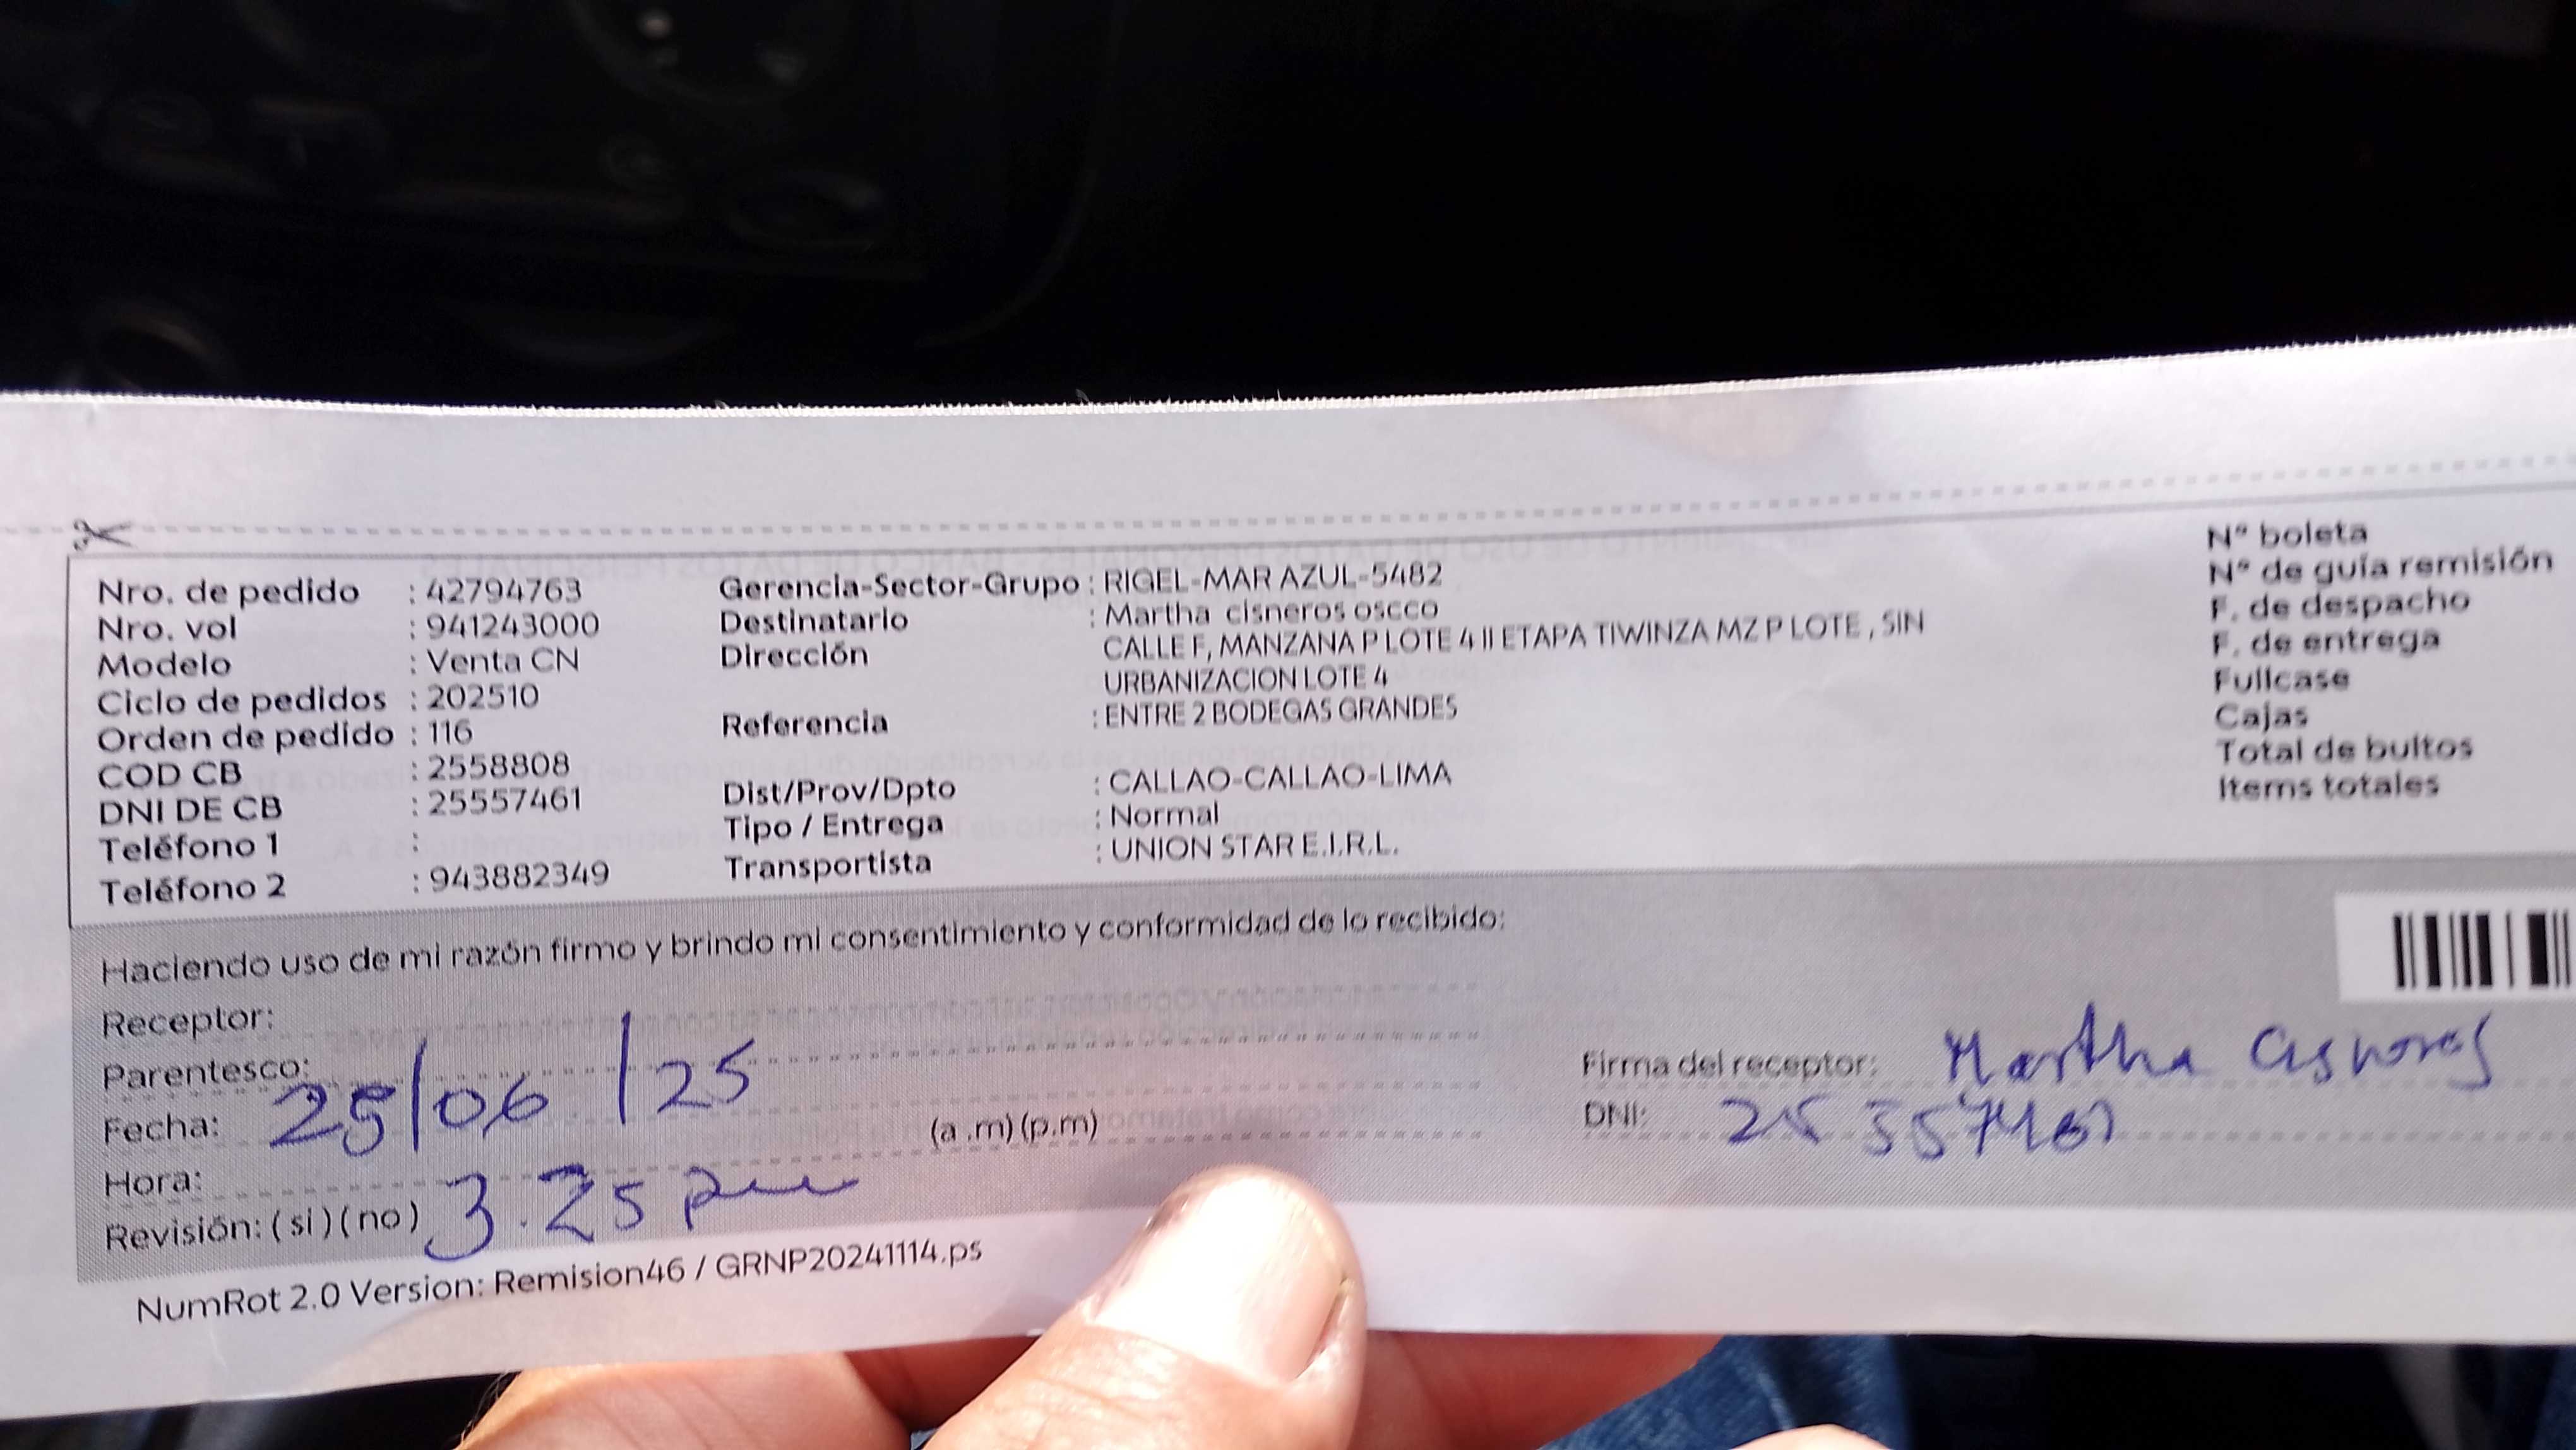 Nro. de pedido : 42794763
Nro. vol : 941243000
Modelo : Venta CN
Ciclo de pedidos : 202510
Orden de pedido : 116
COD CB : 2558808
DNI DE CB : 25557461
Teléfono 1 :
Teléfono 2 : 943882349
Gerencia-Sector-Grupo : RIGEL-MAR AZUL-5482
Destinatario : Martha cisneros oscco
Dirección CALLE F, MANZANA P LOTE 4 II ETAPA TIWINZA MZ P LOTE , SIN
URBANIZACION LOTE 4
Referencia : ENTRE 2 BODEGAS GRANDES
Dist/Prov/Dpto : CALLAO-CALLAO-LIMA
Tipo / Entrega : Normal
Transportista : UNION STAR E.I.R.L.
N° boleta
N° de guía remisión
F. de despacho
F. de entrega
Fullcase
Cajas
Total de bultos
Items totales
Haciendo uso de mi razón firmo y brindo mi consentimiento y conformidad de lo recibido:
Receptor:
Parentesco:
Fecha: 25/06/25
(a .m) (p.m)
Hora:
Revisión: ( si ) ( no ) 3.25 pm
Firma del receptor: Martha Cisneros
DNI:
NumRot 2.0 Version: Remision46 / GRNP20241114.ps